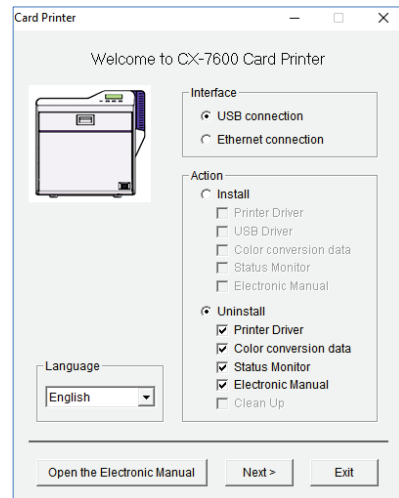 Card Printer
Welcome to CX-7600 Card Printer
Interface
USB connection
Ethernet connection
Action
Install
Printer Driver
USB Driver
Color conversion data
Status Monitor
Electronic Manual
Uninstall
Printer Driver
Color conversion data
Status Monitor
Electronic Manual
Clean Up
Language
English
Open the Electronic Manual
Next >
Exit